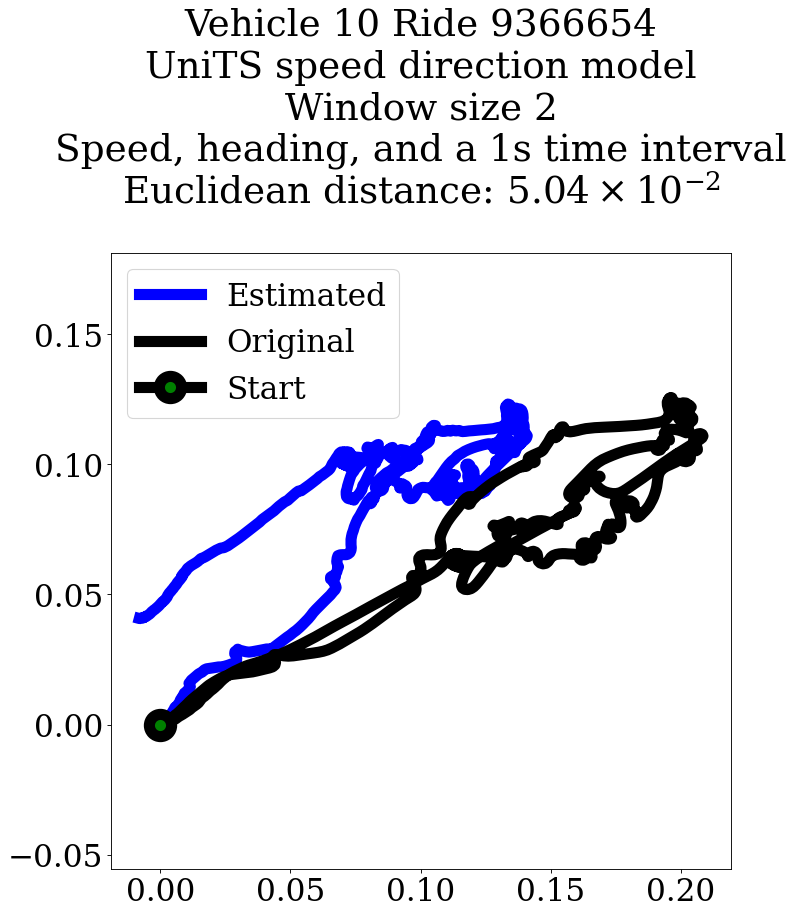 Vehicle 10 Ride 9366654
UniTS speed direction model
Window size 2
Speed, heading, and a 1s time interval
Euclidean distance: 5.04 × 10⁻²
Estimated
Original
Start
0.15
0.10
0.05
0.00
−0.05
0.00 0.05 0.10 0.15 0.20